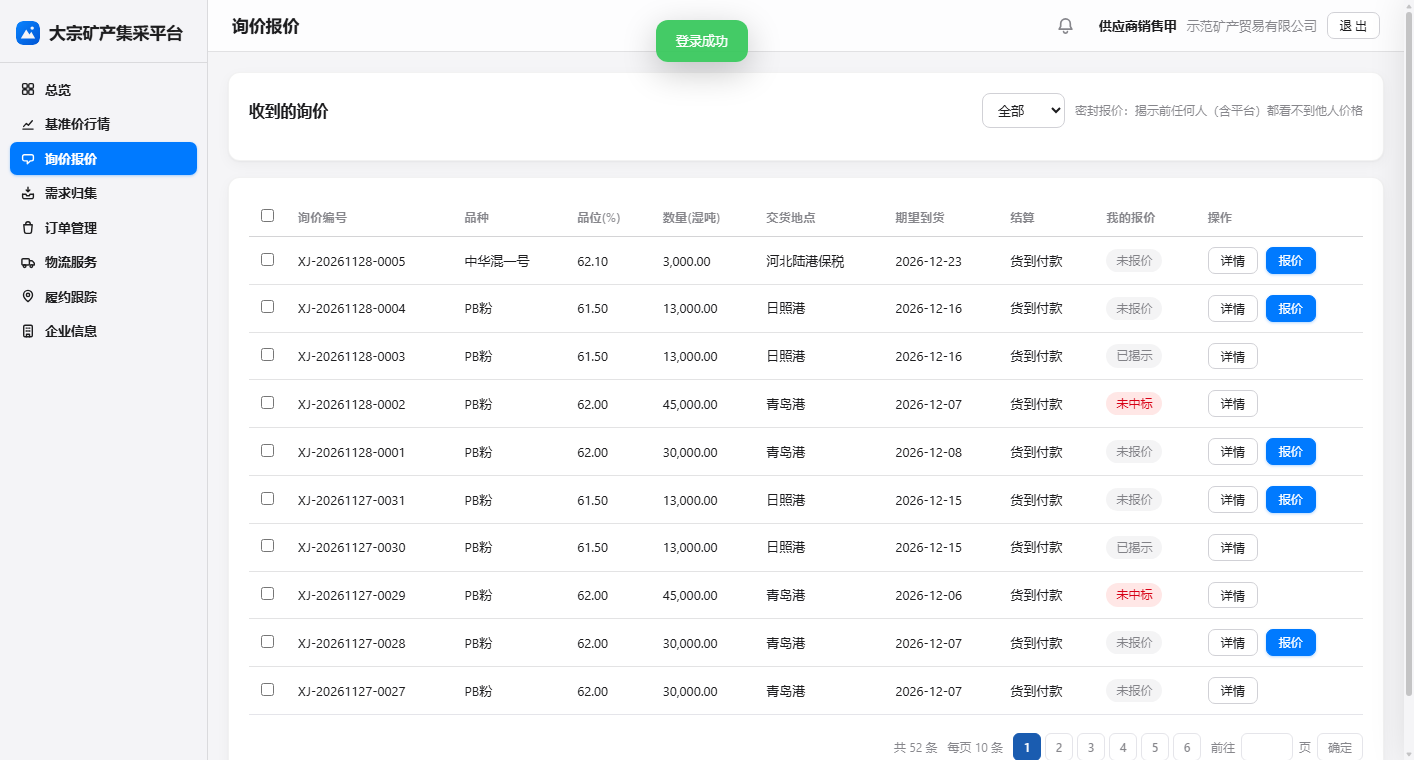 大宗矿产集采平台
总览
基准价行情
询价报价
需求归集
订单管理
物流服务
履约跟踪
企业信息
询价报价
登录成功
供应商销售甲 示范矿产贸易有限公司 退 出
收到的询价
全部 密封报价：揭示前任何人（含平台）都看不到他人价格
询价编号 品种 品位(%) 数量(湿吨) 交货地点 期望到货 结算 我的报价 操作
XJ-20261128-0005 中华混一号 62.10 3,000.00 河北陆港保税 2026-12-23 货到付款 未报价 详情 报价
XJ-20261128-0004 PB粉 61.50 13,000.00 日照港 2026-12-16 货到付款 未报价 详情 报价
XJ-20261128-0003 PB粉 61.50 13,000.00 日照港 2026-12-16 货到付款 已揭示 详情
XJ-20261128-0002 PB粉 62.00 45,000.00 青岛港 2026-12-07 货到付款 未中标 详情
XJ-20261128-0001 PB粉 62.00 30,000.00 青岛港 2026-12-08 货到付款 未报价 详情 报价
XJ-20261127-0031 PB粉 61.50 13,000.00 日照港 2026-12-15 货到付款 未报价 详情 报价
XJ-20261127-0030 PB粉 61.50 13,000.00 日照港 2026-12-15 货到付款 已揭示 详情
XJ-20261127-0029 PB粉 62.00 45,000.00 青岛港 2026-12-06 货到付款 未中标 详情
XJ-20261127-0028 PB粉 62.00 30,000.00 青岛港 2026-12-07 货到付款 未报价 详情 报价
XJ-20261127-0027 PB粉 62.00 30,000.00 青岛港 2026-12-07 货到付款 未报价 详情
共 52 条 每页 10 条 1 2 3 4 5 6 前往 页 确定